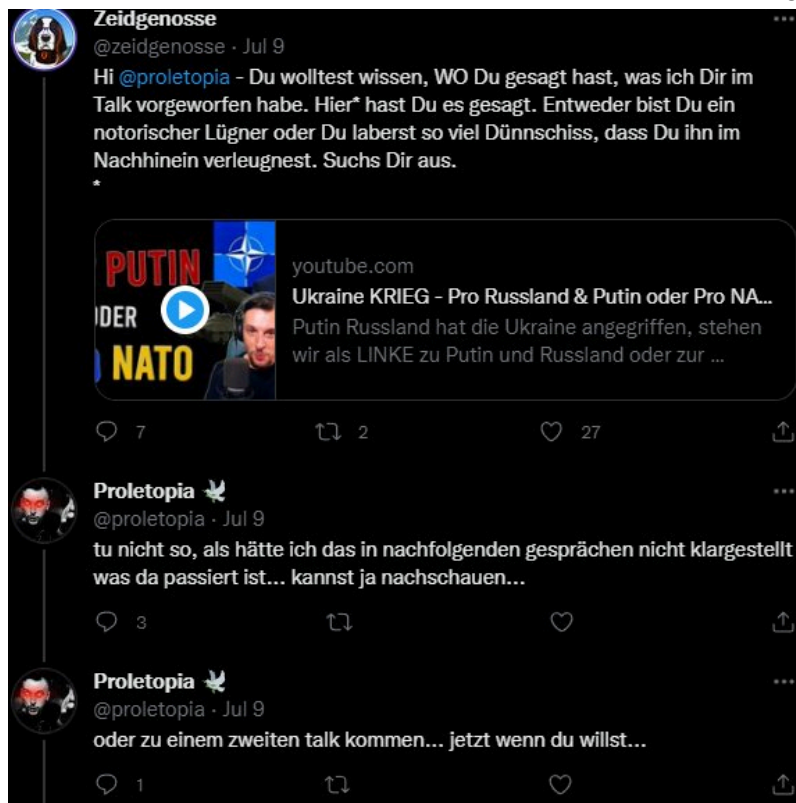 Zeidgenosse
@zeidgenosse · Jul 9
Hi @proletopia - Du wolltest wissen, WO Du gesagt hast, was ich Dir im
Talk vorgeworfen habe. Hier* hast Du es gesagt. Entweder bist Du ein
notorischer Lügner oder Du laberst so viel Dünnschiss, dass Du ihn im
Nachhinein verleugnest. Suchs Dir aus.
*
PUTIN
ODER
NATO
youtube.com
Ukraine KRIEG - Pro Russland & Putin oder Pro NA...
Putin Russland hat die Ukraine angegriffen, stehen
wir als LINKE zu Putin und Russland oder zur ...
7 2 27
Proletopia 🕊
@proletopia · Jul 9
tu nicht so, als hätte ich das in nachfolgenden gesprächen nicht klargestellt
was da passiert ist... kannst ja nachschauen...
3
Proletopia 🕊
@proletopia · Jul 9
oder zu einem zweiten talk kommen... jetzt wenn du willst...
1